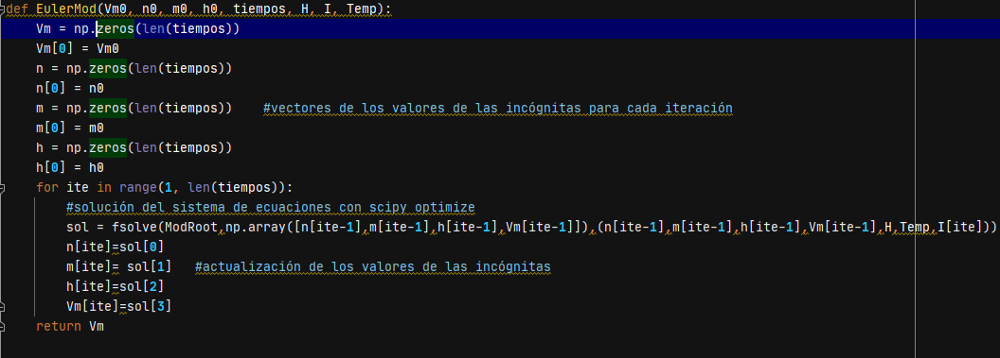 def EulerMod(Vm0, n0, m0, h0, tiempos, H, I, Temp):
    Vm = np.zeros(len(tiempos))
    Vm[0] = Vm0
    n = np.zeros(len(tiempos))
    n[0] = n0
    m = np.zeros(len(tiempos))    #vectores de los valores de las incógnitas para cada iteración
    m[0] = m0
    h = np.zeros(len(tiempos))
    h[0] = h0
    for ite in range(1, len(tiempos)):
        #solución del sistema de ecuaciones con scipy optimize
        sol = fsolve(ModRoot,np.array([n[ite-1],m[ite-1],h[ite-1],Vm[ite-1]]),(n[ite-1],m[ite-1],h[ite-1],Vm[ite-1],H,Temp,I[ite]))
        n[ite]=sol[0]
        m[ite]= sol[1]   #actualización de los valores de las incógnitas
        h[ite]=sol[2]
        Vm[ite]=sol[3]
    return Vm